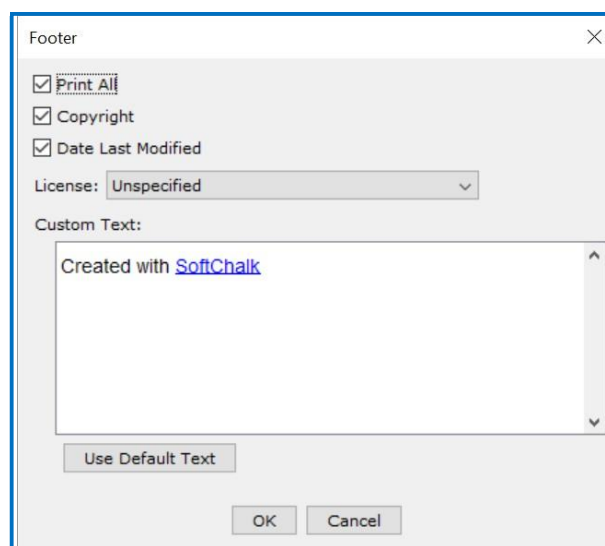 Footer
Print All
Copyright
Date Last Modified
License: Unspecified
Custom Text:
Created with SoftChalk
Use Default Text
OK Cancel